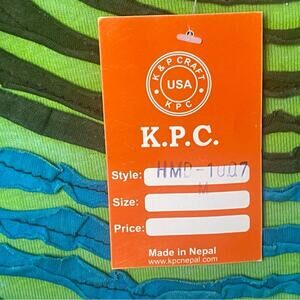 K & P CRAFT
USA
KPC
K.P.C.
Style: HMD-1007
Size: M
Price:
Made in Nepal
www.kpcnepal.com